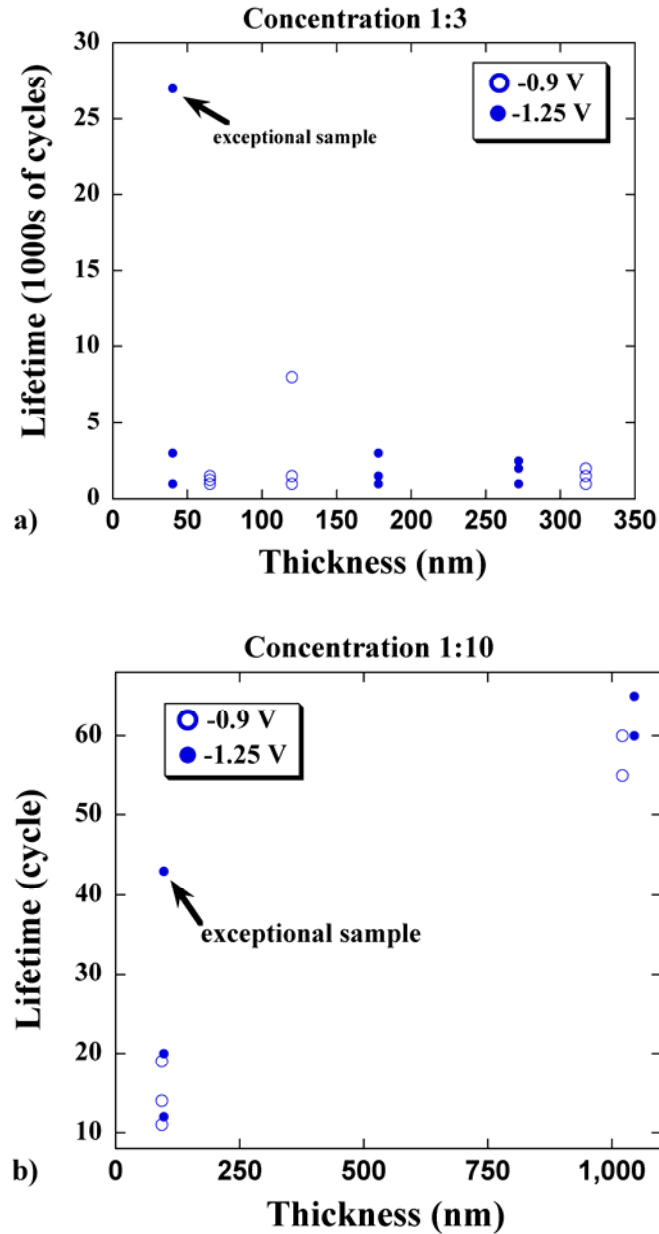 Concentration 1:3
30
25
20
15
10
5
0
Lifetime (1000s of cycles)
-0.9 V
-1.25 V
exceptional sample
a)
0 50 100 150 200 250 300 350
Thickness (nm)
Concentration 1:10
60
50
40
30
20
10
Lifetime (cycle)
-0.9 V
-1.25 V
exceptional sample
b)
0 250 500 750 1,000
Thickness (nm)